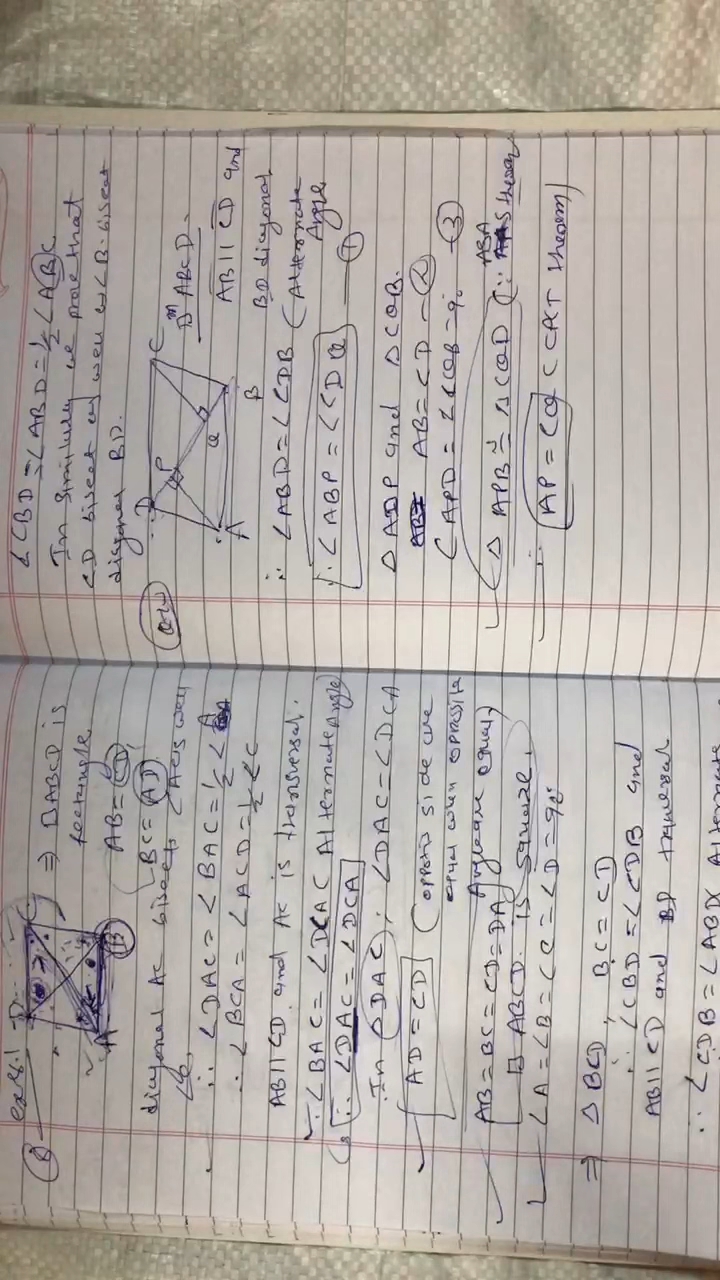 ex 8.1
⇒ □ABCD is
rectangle
AB = CD,
BC = AD
diagonal AC bisect ∠A as well
∠C.
∴ ∠DAC = ∠BAC = ½ ∠A
∴ ∠BCA = ∠ACD = ½ ∠C
AB || CD and AC is transversal.
∴ ∠BAC = ∠DCA (Alternate Angle)
∴ ∠DAC = ∠DCA
In △DAC, ∠DAC = ∠DCA
AD = CD (opposite side are
equal when opposite
Angle are equal)
AB = BC = CD = DA
□ ABCD is square.
∠A = ∠B = ∠C = ∠D = 90°
⇒ △ BCD, BC = CD
∴ ∠CBD = ∠CDB and
AB || CD and BD traversal
∴ ∠CDB = ∠ABD (Alternate
∠CBD = ∠ABD = ½ ∠ABC
In similarly we prove that
CD bisect as well as ∠B bisect
diagonal BD.
D C
P
Q
A B
□ᵐ ABCD.
AB || CD and
BD diagonal
∴ ∠ABD = ∠CDB (Alternate
Angle
∴ ∠ABP = ∠CDQ — ①
△ ADP and △ CQB.
AB = CD — ②
∠APD = ∠CQB = 90° — ③
△ APB ≅ △ CQD (∵ ASA theorem
∴ AP = CQ (CPCT theorem)